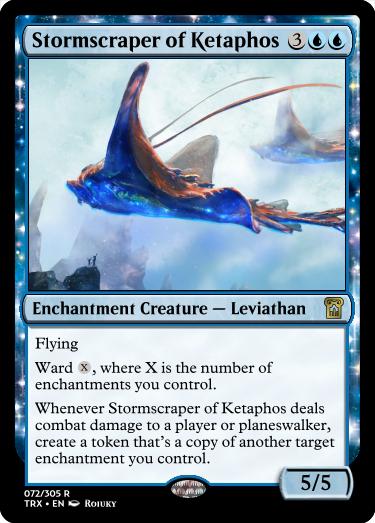 Stormscraper of Ketaphos 3
Enchantment Creature — Leviathan
Flying
Ward X, where X is the number of
enchantments you control.
Whenever Stormscraper of Ketaphos deals
combat damage to a player or planeswalker,
create a token that's a copy of another target
enchantment you control.
5/5
072/305 R
TRX • EN Roiuky